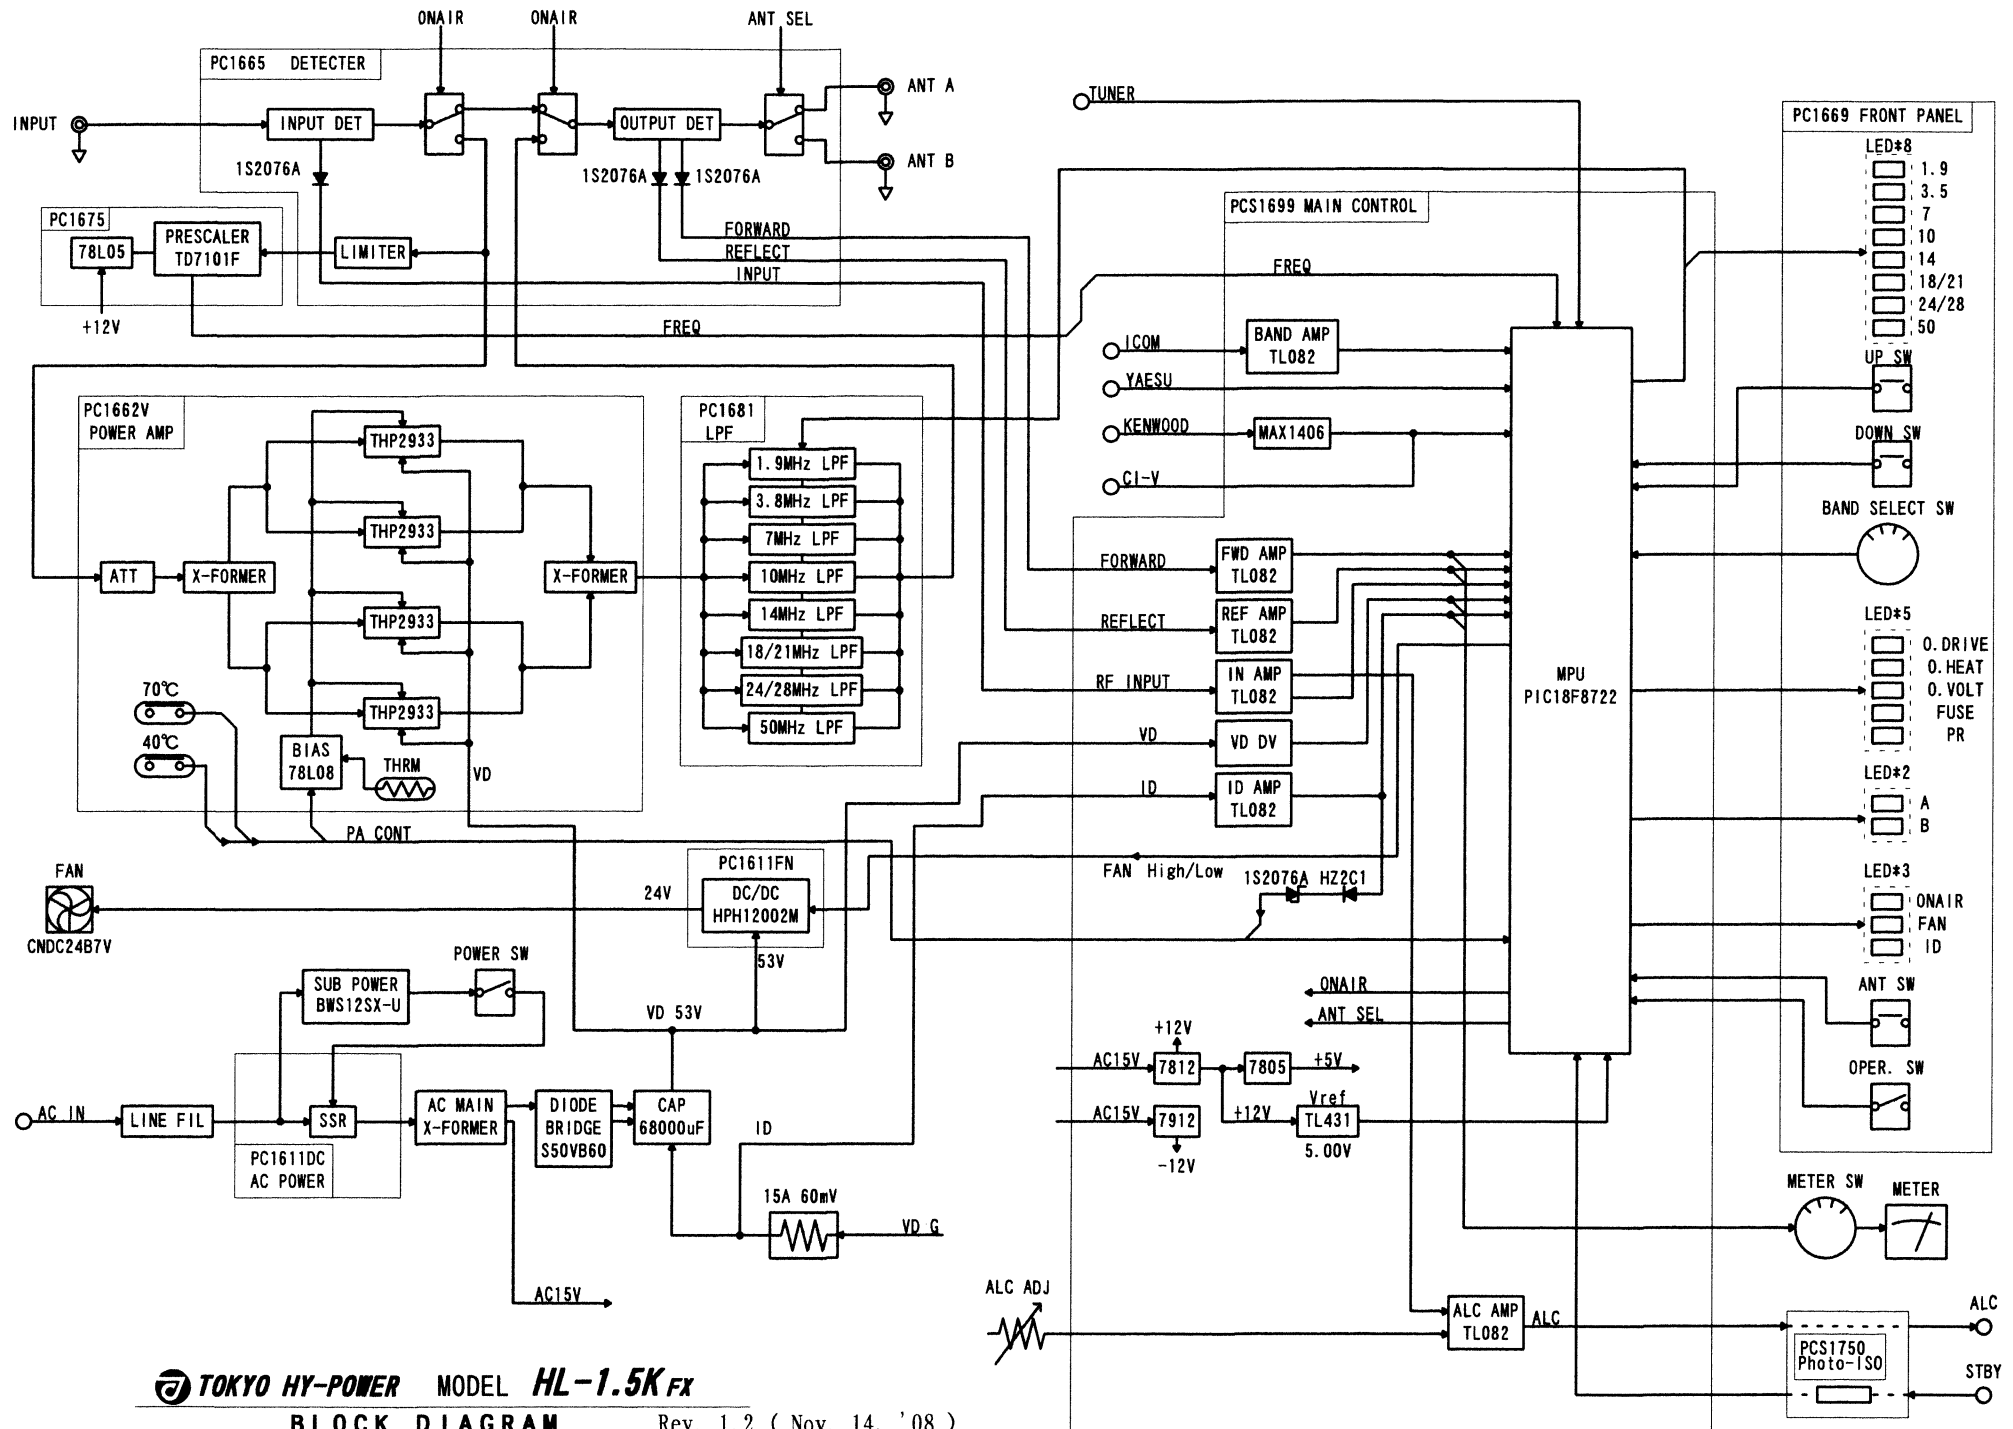 ONAIR
ONAIR
ANT SEL
PC1665 DETECTER
ANT A
INPUT
INPUT DET
OUTPUT DET
ANT B
1S2076A
1S2076A
1S2076A
PC1675
78L05
PRESCALER
TD7101F
LIMITER
FORWARD
REFLECT
INPUT
+12V
FREQ
TUNER
PCS1699 MAIN CONTROL
FREQ
ICOM
BAND AMP
TL082
YAESU
KENWOOD
MAX1406
CI-V
PC1669 FRONT PANEL
LED*8
1.9
3.5
7
10
14
18/21
24/28
50
UP SW
DOWN SW
BAND SELECT SW
LED*5
O.DRIVE
O.HEAT
O.VOLT
FUSE
PR
LED*2
A
B
LED*3
ONAIR
FAN
ID
ANT SW
OPER. SW
PC1662V
POWER AMP
THP2933
THP2933
THP2933
THP2933
ATT
X-FORMER
X-FORMER
70℃
40℃
BIAS
78L08
THRM
VD
PA CONT
PC1681
LPF
1.9MHz LPF
3.8MHz LPF
7MHz LPF
10MHz LPF
14MHz LPF
18/21MHz LPF
24/28MHz LPF
50MHz LPF
FORWARD
FWD AMP
TL082
REFLECT
REF AMP
TL082
RF INPUT
IN AMP
TL082
VD
VD DV
ID
ID AMP
TL082
MPU
PIC18F8722
FAN High/Low
1S2076A HZ2C1
FAN
CNDC24B7V
24V
PC1611FN
DC/DC
HPH12002M
53V
POWER SW
SUB POWER
BWS12SX-U
VD 53V
AC IN
LINE FIL
SSR
PC1611DC
AC POWER
AC MAIN
X-FORMER
DIODE
BRIDGE
S50VB60
CAP
68000uF
ID
15A 60mV
VD G
AC15V
ONAIR
ANT SEL
+12V
AC15V
7812
7805
+5V
Vref
AC15V
7912
+12V
TL431
-12V
5.00V
METER SW
METER
ALC ADJ
ALC AMP
TL082
ALC
ALC
PCS1750
Photo-ISO
STBY
TOKYO HY-POWER MODEL HL-1.5K FX
BLOCK DIAGRAM Rev. 1.2 ( Nov. 14, '08 )